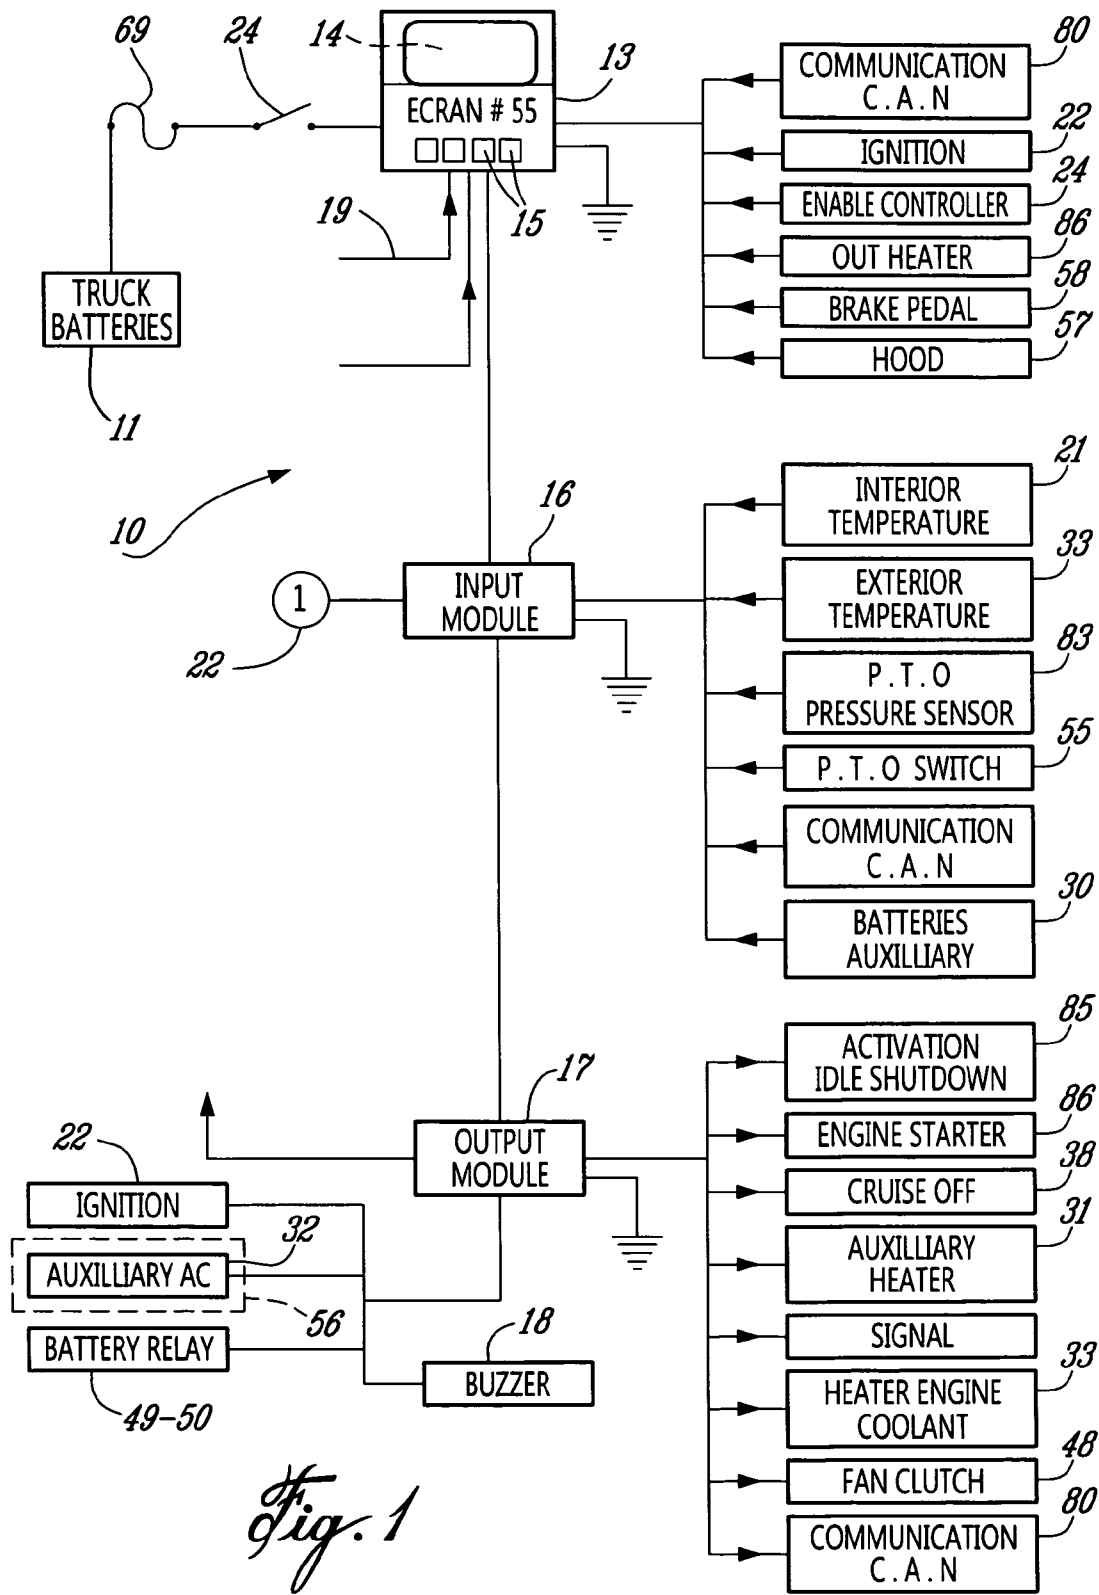 69
24
14
13
ECRAN # 55
15
19
TRUCK
BATTERIES
11
10
80
COMMUNICATION
C.A.N
22
IGNITION
24
ENABLE CONTROLLER
86
OUT HEATER
58
BRAKE PEDAL
57
HOOD
16
INPUT
MODULE
1
22
21
INTERIOR
TEMPERATURE
33
EXTERIOR
TEMPERATURE
83
P.T.O
PRESSURE SENSOR
55
P.T.O SWITCH
COMMUNICATION
C.A.N
30
BATTERIES
AUXILLIARY
17
OUTPUT
MODULE
22
IGNITION
32
AUXILLIARY AC
56
BATTERY RELAY
49-50
18
BUZZER
85
ACTIVATION
IDLE SHUTDOWN
86
ENGINE STARTER
38
CRUISE OFF
31
AUXILLIARY
HEATER
SIGNAL
33
HEATER ENGINE
COOLANT
48
FAN CLUTCH
80
COMMUNICATION
C.A.N
Fig. 1